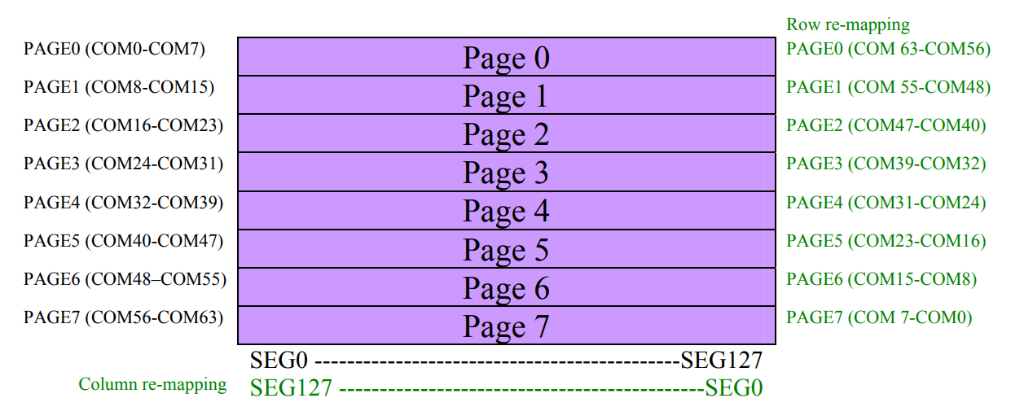 Row re-mapping
PAGE0 (COM0-COM7) Page 0 PAGE0 (COM 63-COM56)
PAGE1 (COM8-COM15) Page 1 PAGE1 (COM 55-COM48)
PAGE2 (COM16-COM23) Page 2 PAGE2 (COM47-COM40)
PAGE3 (COM24-COM31) Page 3 PAGE3 (COM39-COM32)
PAGE4 (COM32-COM39) Page 4 PAGE4 (COM31-COM24)
PAGE5 (COM40-COM47) Page 5 PAGE5 (COM23-COM16)
PAGE6 (COM48–COM55) Page 6 PAGE6 (COM15-COM8)
PAGE7 (COM56-COM63) Page 7 PAGE7 (COM 7-COM0)
SEG0 ---------------------------------------------SEG127
Column re-mapping SEG127 ---------------------------------------------SEG0